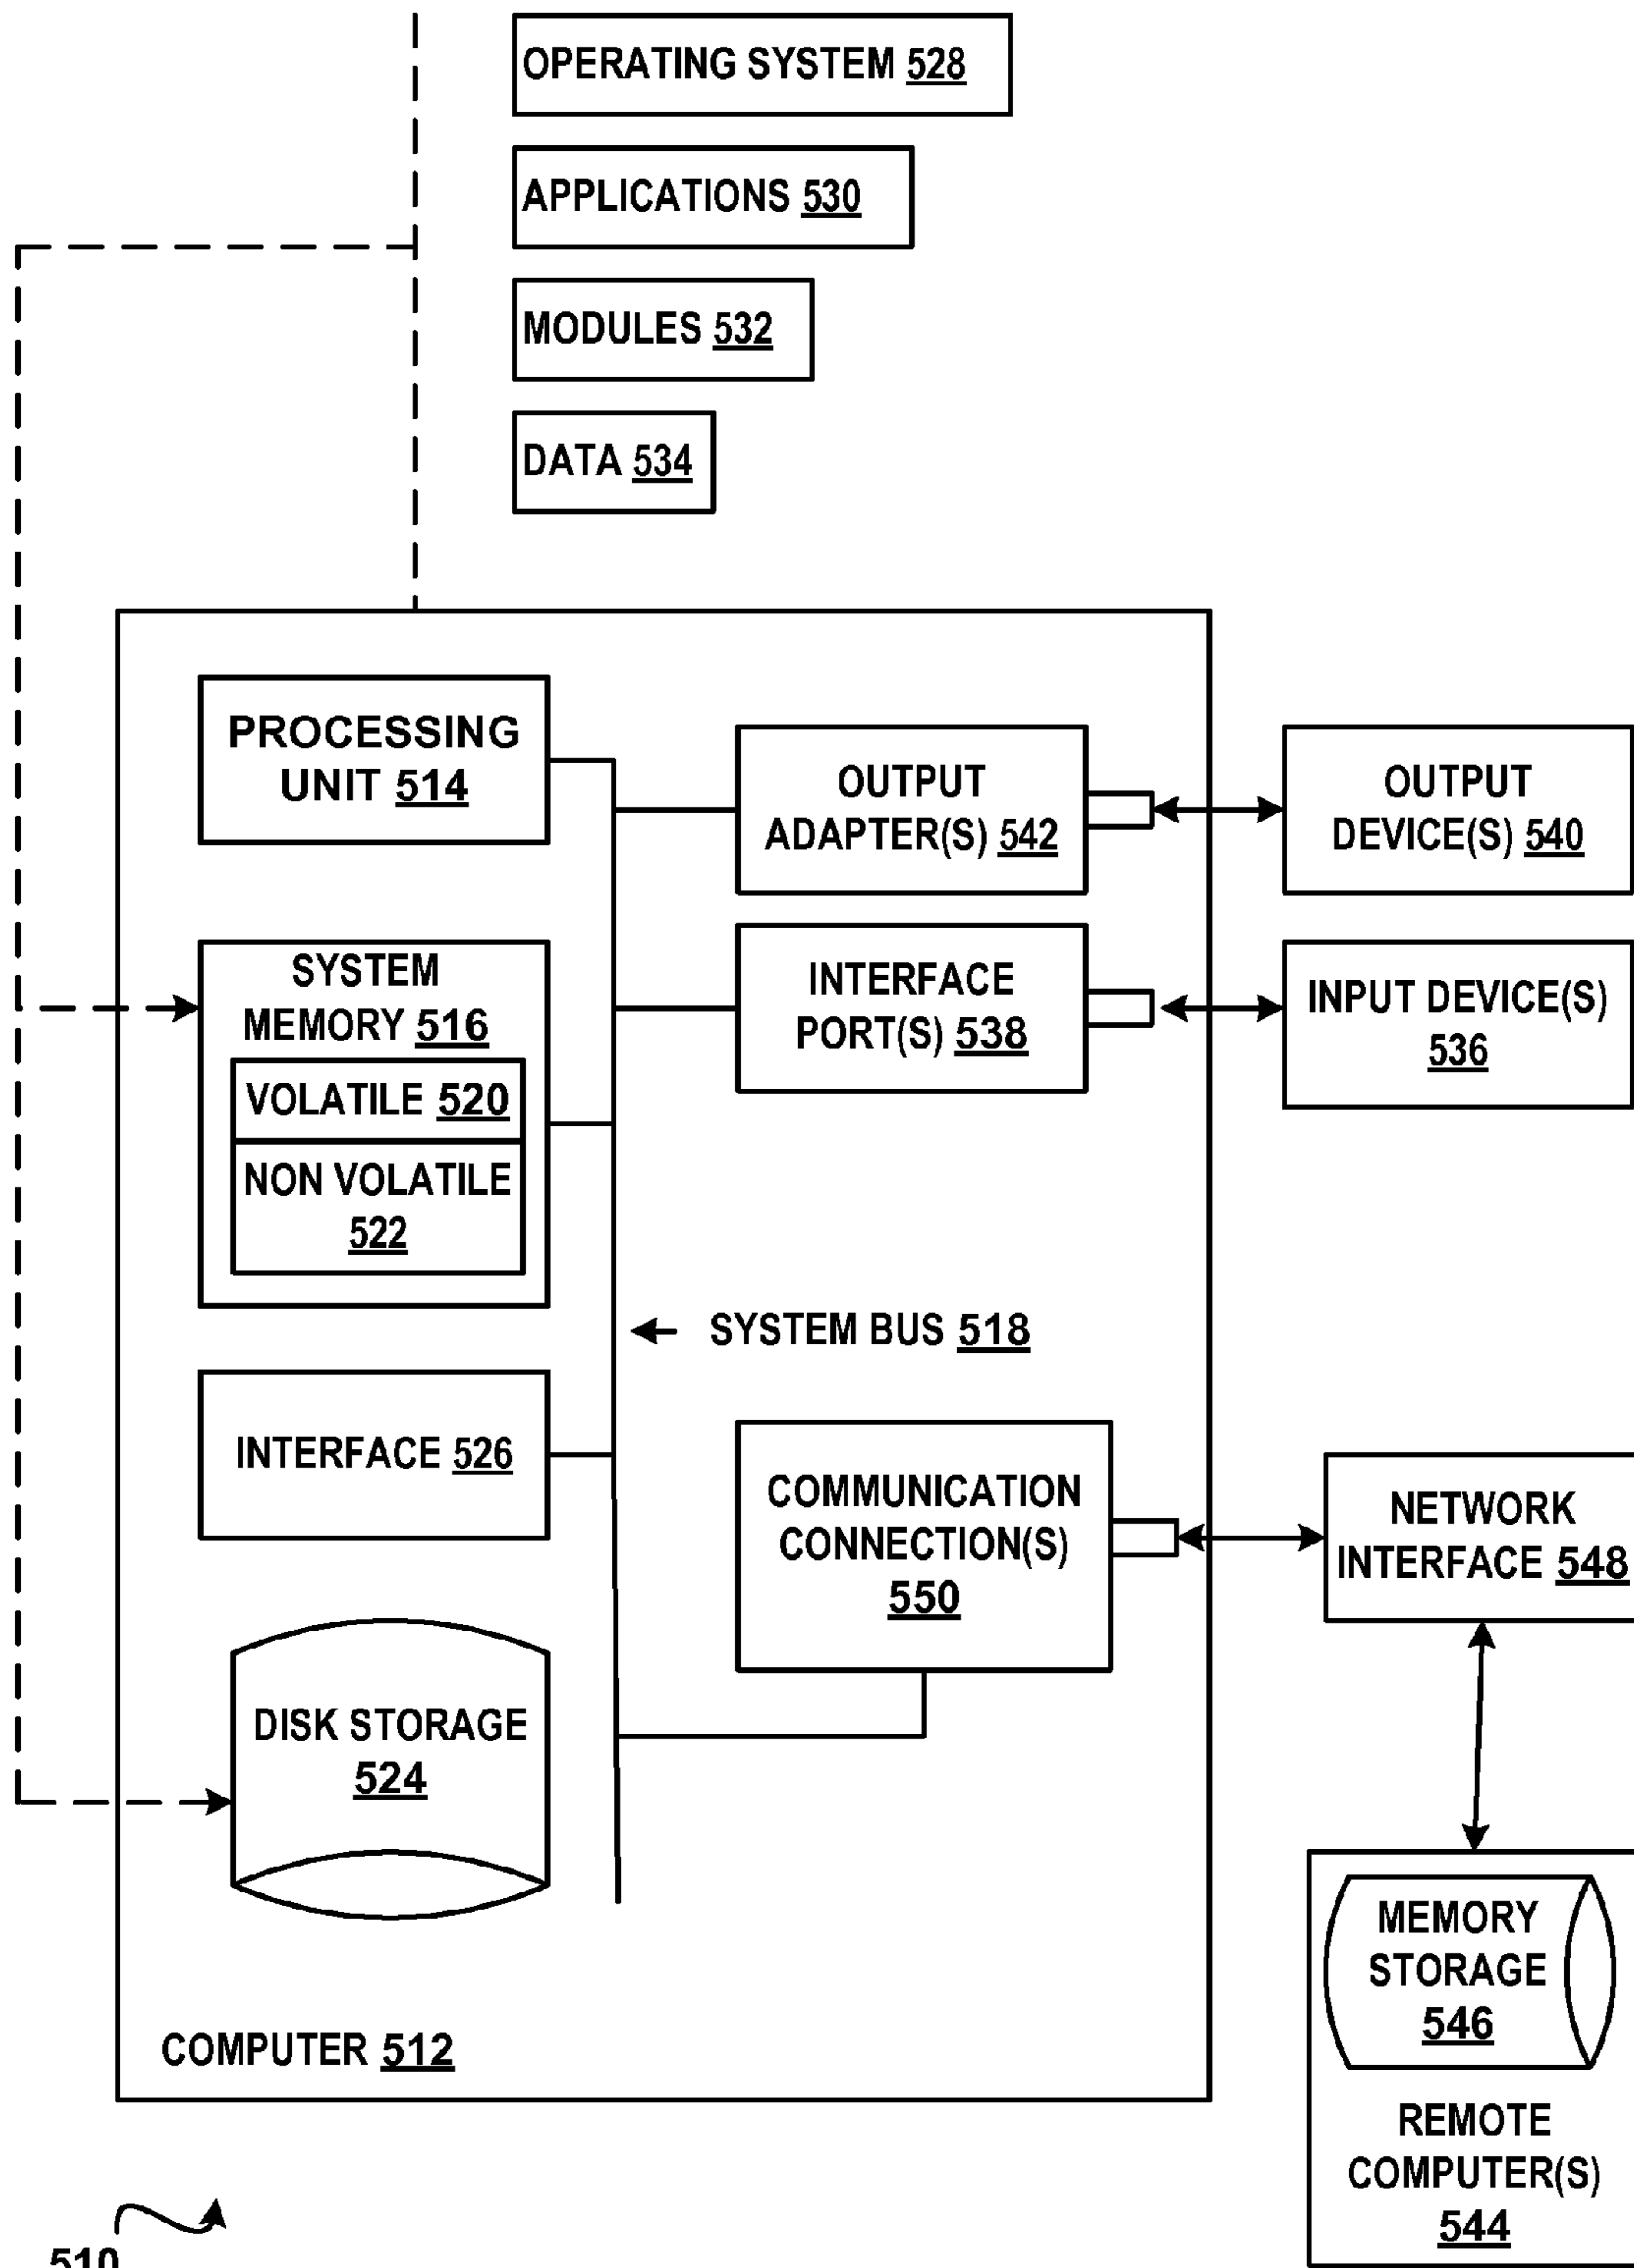 OPERATING SYSTEM 528
APPLICATIONS 530
MODULES 532
DATA 534
PROCESSING
UNIT 514
OUTPUT
ADAPTER(S) 542
OUTPUT
DEVICE(S) 540
SYSTEM
MEMORY 516
VOLATILE 520
NON VOLATILE
522
INTERFACE
PORT(S) 538
INPUT DEVICE(S)
536
SYSTEM BUS 518
INTERFACE 526
COMMUNICATION
CONNECTION(S)
550
NETWORK
INTERFACE 548
DISK STORAGE
524
MEMORY
STORAGE
546
REMOTE
COMPUTER(S)
544
COMPUTER 512
510